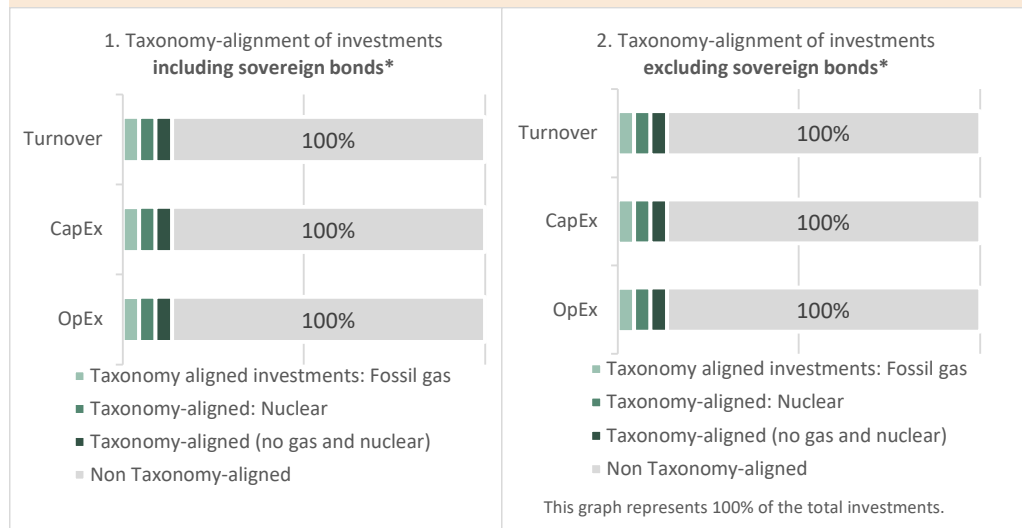 1. Taxonomy-alignment of investments
including sovereign bonds*
Turnover
100%
CapEx
100%
OpEx
100%
Taxonomy aligned investments: Fossil gas
Taxonomy-aligned: Nuclear
Taxonomy-aligned (no gas and nuclear)
Non Taxonomy-aligned
2. Taxonomy-alignment of investments
excluding sovereign bonds*
Turnover
100%
CapEx
100%
OpEx
100%
Taxonomy aligned investments: Fossil gas
Taxonomy-aligned: Nuclear
Taxonomy-aligned (no gas and nuclear)
Non Taxonomy-aligned
This graph represents 100% of the total investments.